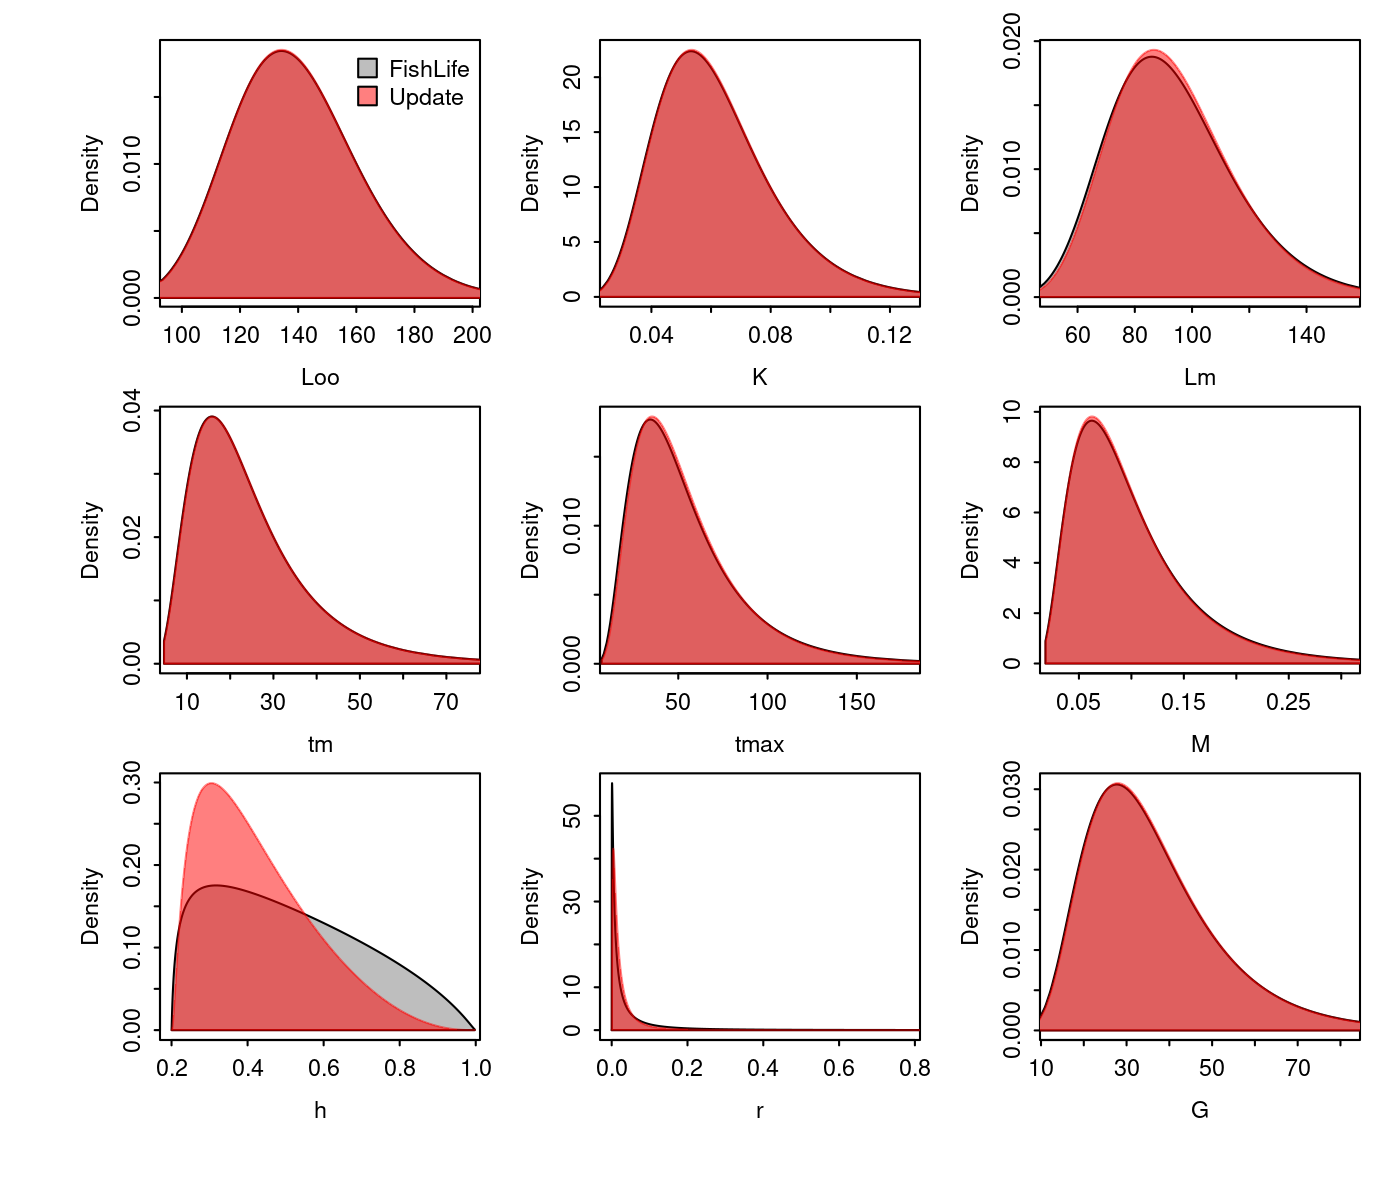 Density
0.000 0.010
100 120 140 160 180 200
Loo
FishLife
Update
Density
0 5 10 15 20
0.04 0.08 0.12
K
Density
0.000 0.010 0.020
60 80 100 140
Lm
Density
0.00 0.02 0.04
10 30 50 70
tm
Density
0.000 0.010
50 100 150
tmax
Density
0 2 4 6 8 10
0.05 0.15 0.25
M
Density
0.00 0.10 0.20 0.30
0.2 0.4 0.6 0.8 1.0
h
Density
0 10 30 50
0.0 0.2 0.4 0.6 0.8
r
Density
0.000 0.010 0.020 0.030
10 30 50 70
G